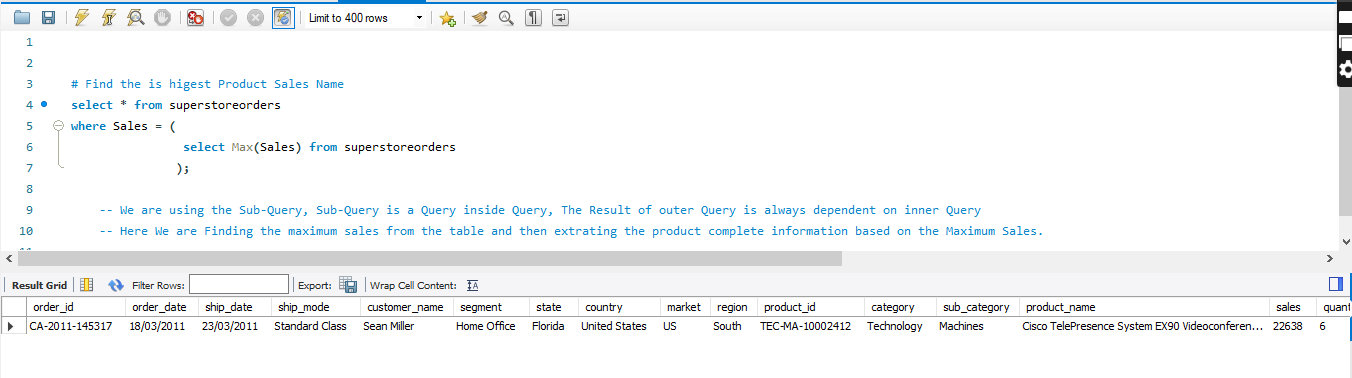 Limit to 400 rows
1
2
3 # Find the is higest Product Sales Name
4 select * from superstoreorders
5 where Sales = (
6 select Max(Sales) from superstoreorders
7 );
8
9 -- We are using the Sub-Query, Sub-Query is a Query inside Query, The Result of outer Query is always dependent on inner Query
10 -- Here We are Finding the maximum sales from the table and then extrating the product complete information based on the Maximum Sales.
Result Grid Filter Rows: Export: Wrap Cell Content:
order_id order_date ship_date ship_mode customer_name segment state country market region product_id category sub_category product_name sales quant
CA-2011-145317 18/03/2011 23/03/2011 Standard Class Sean Miller Home Office Florida United States US South TEC-MA-10002412 Technology Machines Cisco TelePresence System EX90 Videoconferen... 22638 6